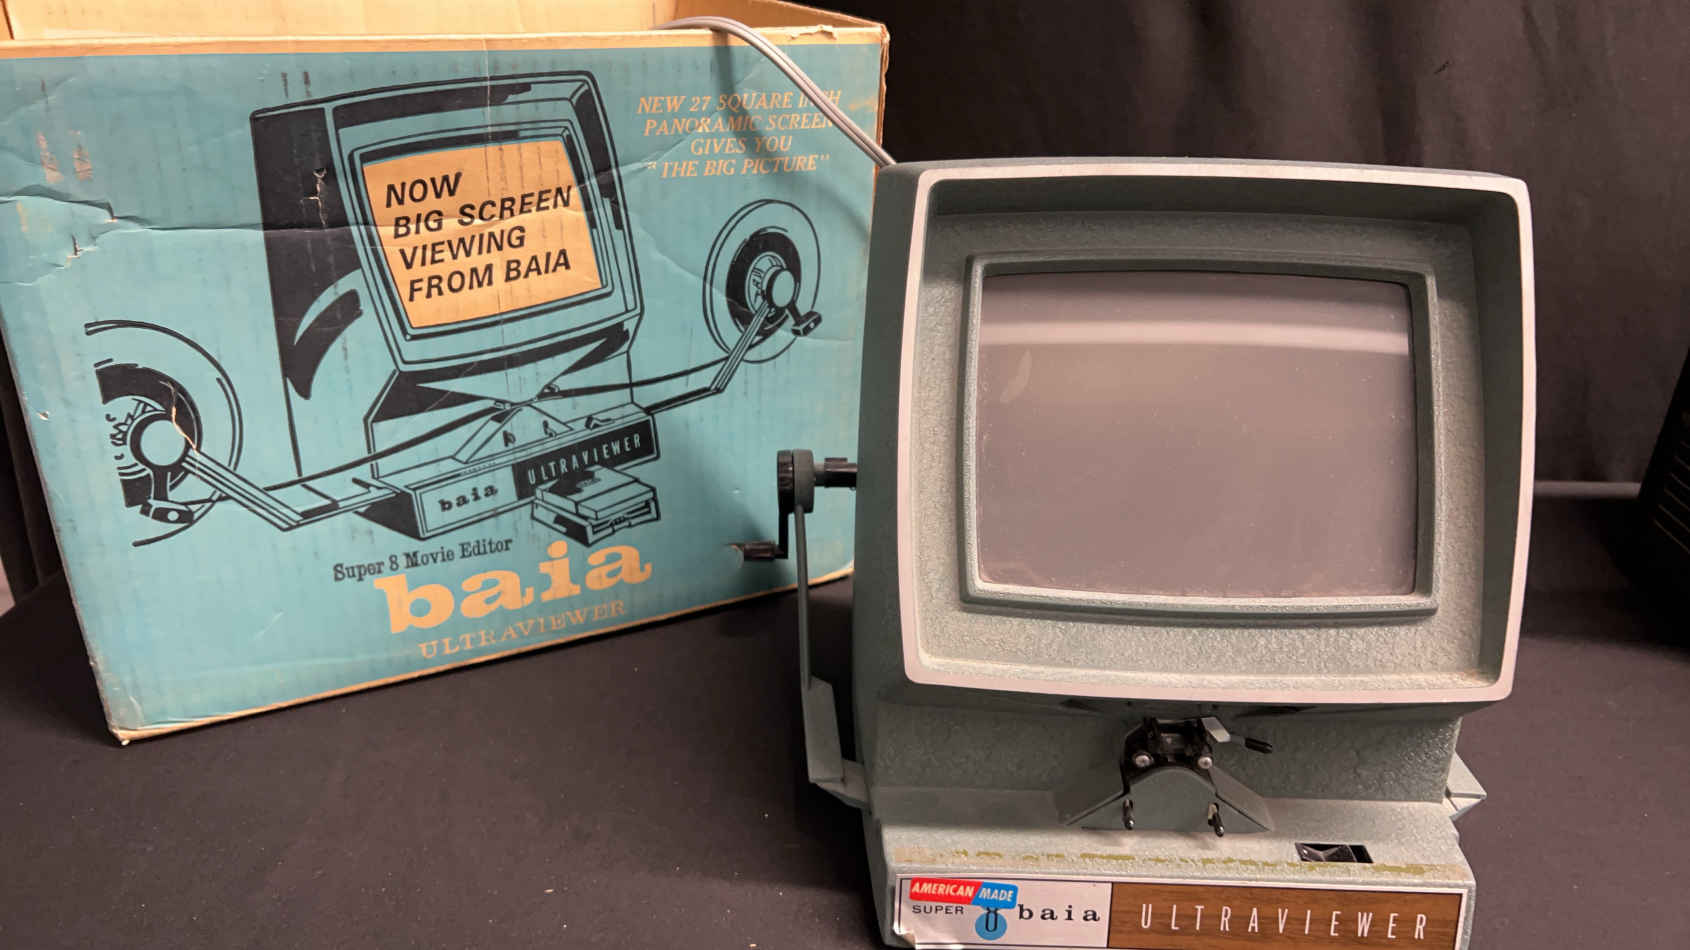 NEW 27 SQUARE INCH
PANORAMIC SCREEN
GIVES YOU
"THE BIG PICTURE"
NOW
BIG SCREEN
VIEWING
FROM BAIA
baia ULTRAVIEWER
Super 8 Movie Editor
baia
ULTRAVIEWER
AMERICAN MADE
SUPER 8 baia ULTRAVIEWER